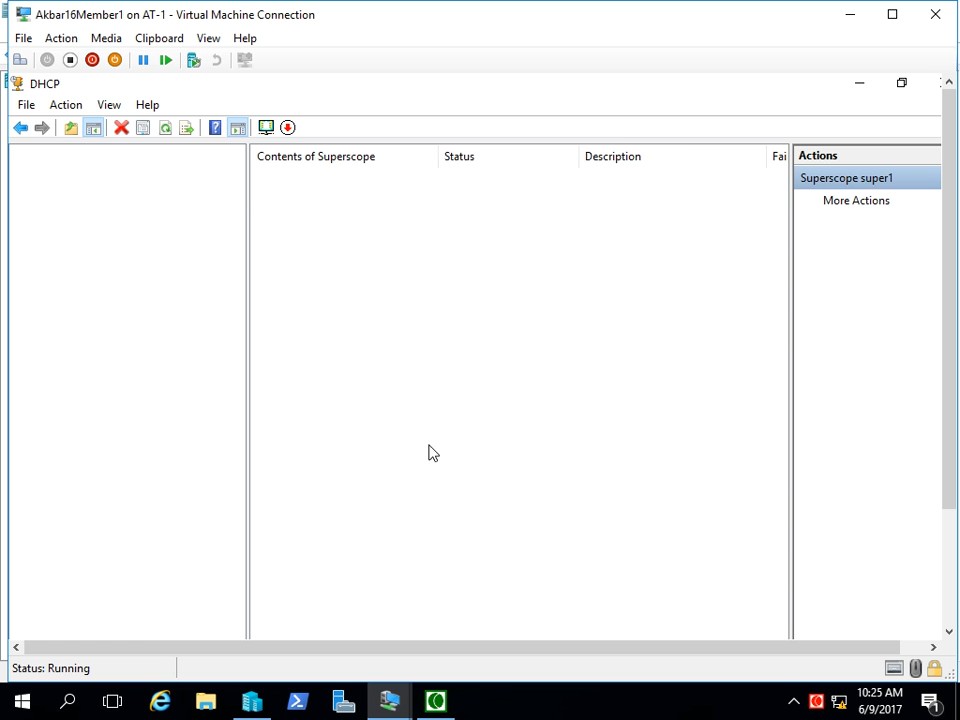 Akbar16Member1 on AT-1 - Virtual Machine Connection
File Action Media Clipboard View Help
DHCP
File Action View Help
Contents of Superscope Status Description Fai
Actions
Superscope super1
More Actions
Status: Running
10:25 AM
6/9/2017
1